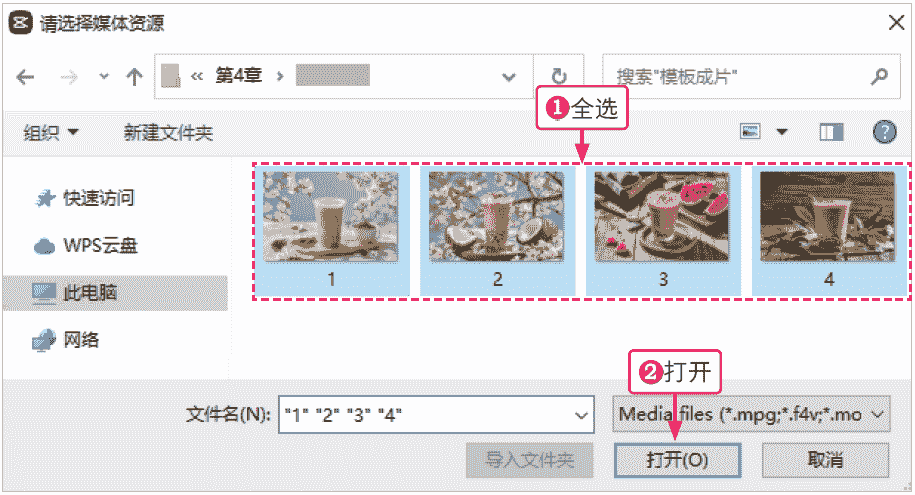 请选择媒体资源
« 第4章 ›
搜索"模板成片"
❶全选
组织 新建文件夹
快速访问
WPS云盘
此电脑
网络
1 2 3 4
❷打开
文件名(N): "1" "2" "3" "4" Media files (*.mpg;*.f4v;*.mo
导入文件夹 打开(O) 取消